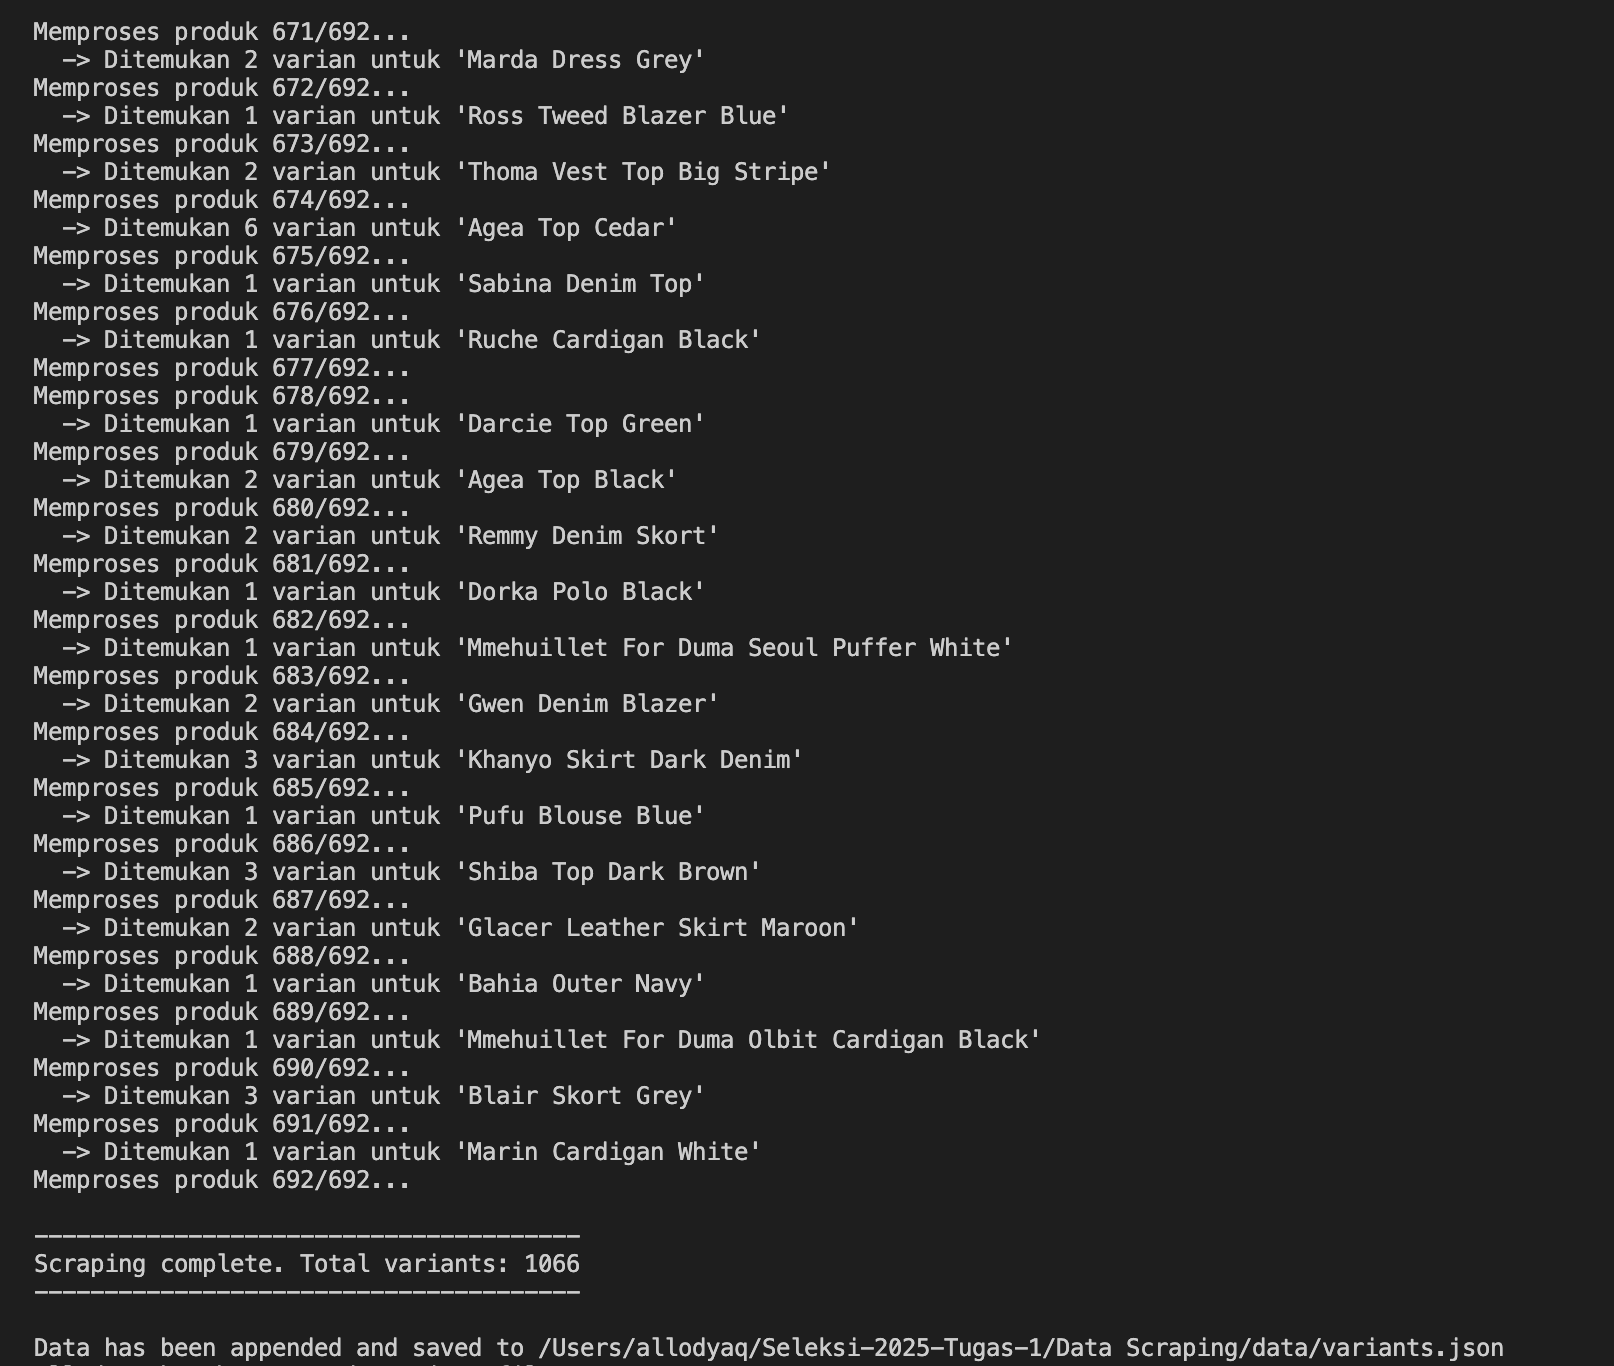 Memproses produk 671/692...
-> Ditemukan 2 varian untuk 'Marda Dress Grey'
Memproses produk 672/692...
-> Ditemukan 1 varian untuk 'Ross Tweed Blazer Blue'
Memproses produk 673/692...
-> Ditemukan 2 varian untuk 'Thoma Vest Top Big Stripe'
Memproses produk 674/692...
-> Ditemukan 6 varian untuk 'Agea Top Cedar'
Memproses produk 675/692...
-> Ditemukan 1 varian untuk 'Sabina Denim Top'
Memproses produk 676/692...
-> Ditemukan 1 varian untuk 'Ruche Cardigan Black'
Memproses produk 677/692...
Memproses produk 678/692...
-> Ditemukan 1 varian untuk 'Darcie Top Green'
Memproses produk 679/692...
-> Ditemukan 2 varian untuk 'Agea Top Black'
Memproses produk 680/692...
-> Ditemukan 2 varian untuk 'Remmy Denim Skort'
Memproses produk 681/692...
-> Ditemukan 1 varian untuk 'Dorka Polo Black'
Memproses produk 682/692...
-> Ditemukan 1 varian untuk 'Mmehuillet For Duma Seoul Puffer White'
Memproses produk 683/692...
-> Ditemukan 2 varian untuk 'Gwen Denim Blazer'
Memproses produk 684/692...
-> Ditemukan 3 varian untuk 'Khanyo Skirt Dark Denim'
Memproses produk 685/692...
-> Ditemukan 1 varian untuk 'Pufu Blouse Blue'
Memproses produk 686/692...
-> Ditemukan 3 varian untuk 'Shiba Top Dark Brown'
Memproses produk 687/692...
-> Ditemukan 2 varian untuk 'Glacer Leather Skirt Maroon'
Memproses produk 688/692...
-> Ditemukan 1 varian untuk 'Bahia Outer Navy'
Memproses produk 689/692...
-> Ditemukan 1 varian untuk 'Mmehuillet For Duma Olbit Cardigan Black'
Memproses produk 690/692...
-> Ditemukan 3 varian untuk 'Blair Skort Grey'
Memproses produk 691/692...
-> Ditemukan 1 varian untuk 'Marin Cardigan White'
Memproses produk 692/692...
---------------------------------------
Scraping complete. Total variants: 1066
---------------------------------------
Data has been appended and saved to /Users/allodyaq/Seleksi-2025-Tugas-1/Data Scraping/data/variants.json